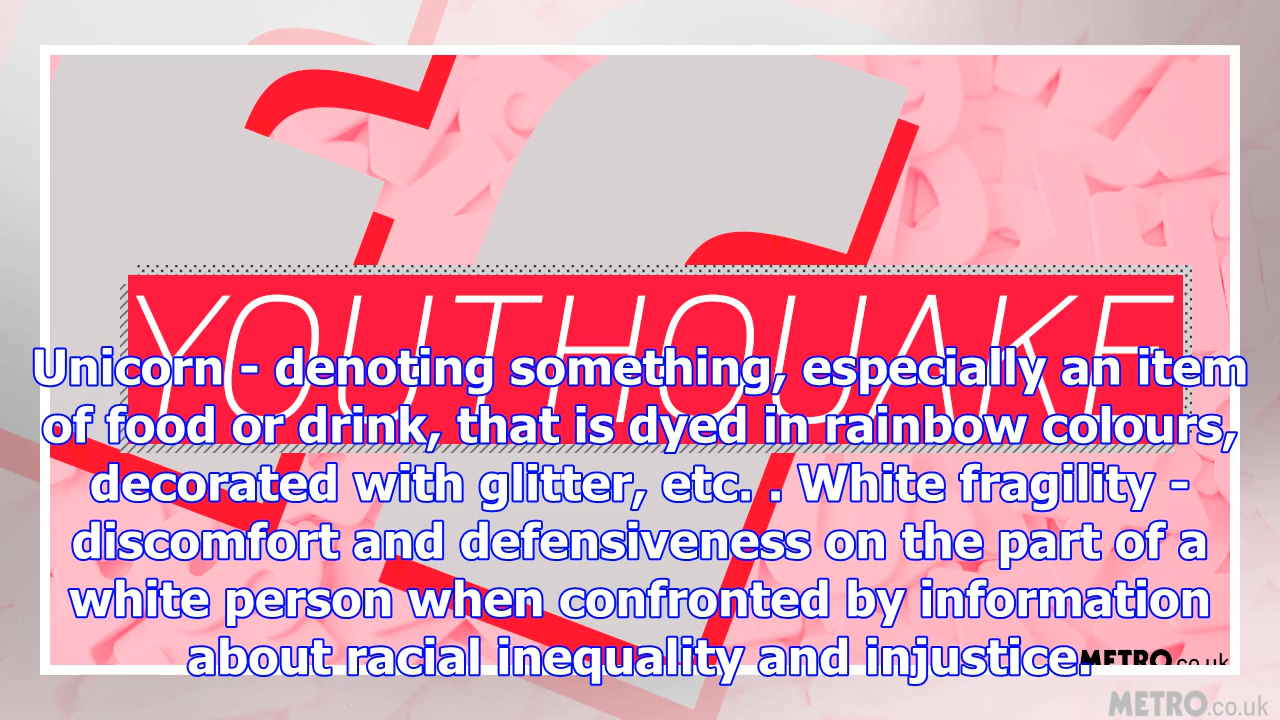 YOUTHQUAKE
Unicorn - denoting something, especially an item
of food or drink, that is dyed in rainbow colours,
decorated with glitter, etc. . White fragility -
discomfort and defensiveness on the part of a
white person when confronted by information
about racial inequality and injustice.
METRO.co.uk
METRO.co.uk